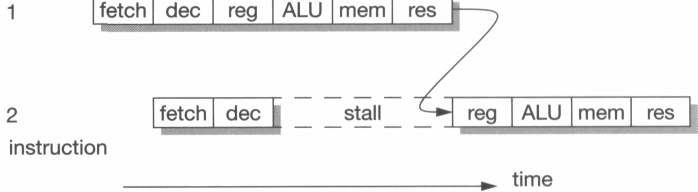 1 fetch dec reg ALU mem res
2 fetch dec stall reg ALU mem res
instruction
time